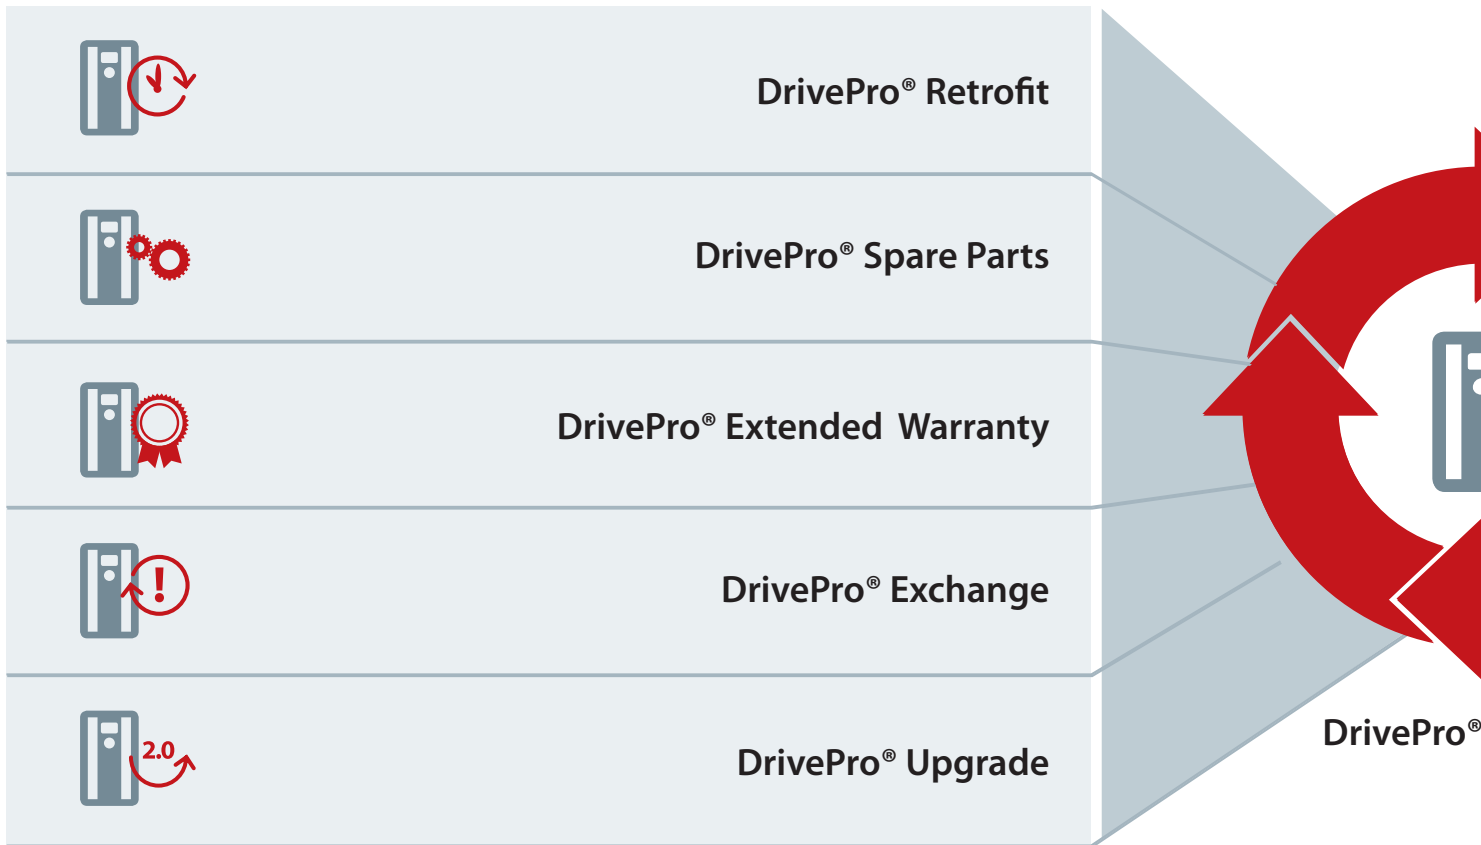 DrivePro® Retrofit
DrivePro® Spare Parts
DrivePro® Extended Warranty
DrivePro® Exchange
2.0
DrivePro® Upgrade
DrivePro®